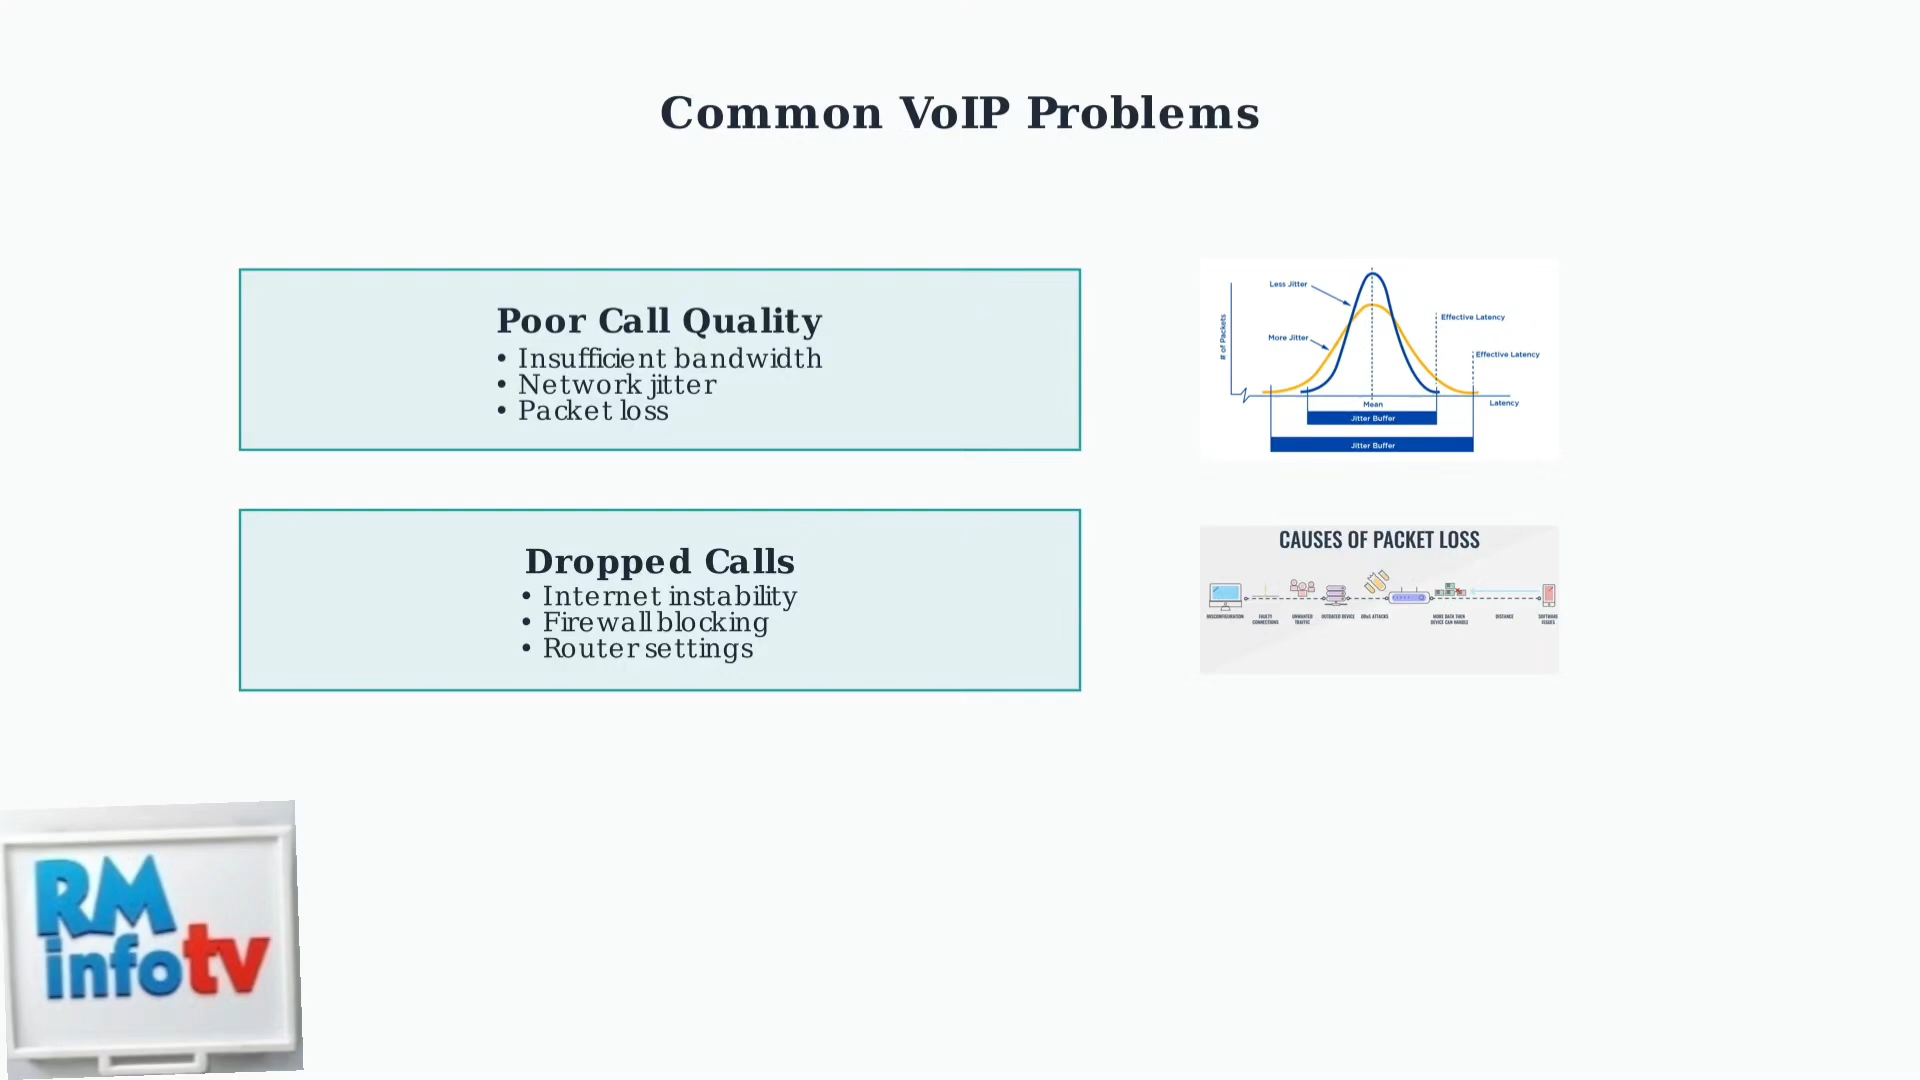 Common VoIP Problems
Poor Call Quality
• Insufficient bandwidth
• Network jitter
• Packet loss
Less Jitter
More Jitter
# of Packets
Effective Latency
Effective Latency
Mean
Latency
Jitter Buffer
Jitter Buffer
Dropped Calls
• Internet instability
• Firewall blocking
• Router settings
CAUSES OF PACKET LOSS
MISCONFIGURATION
FAULTY
CONNECTIONS
UNWANTED
TRAFFIC
OUTDATED DEVICE
DDoS ATTACKS
MORE DATA THEN
DEVICE CAN HANDLE
DISTANCE
SOFTWARE
ISSUES
RM
infotv